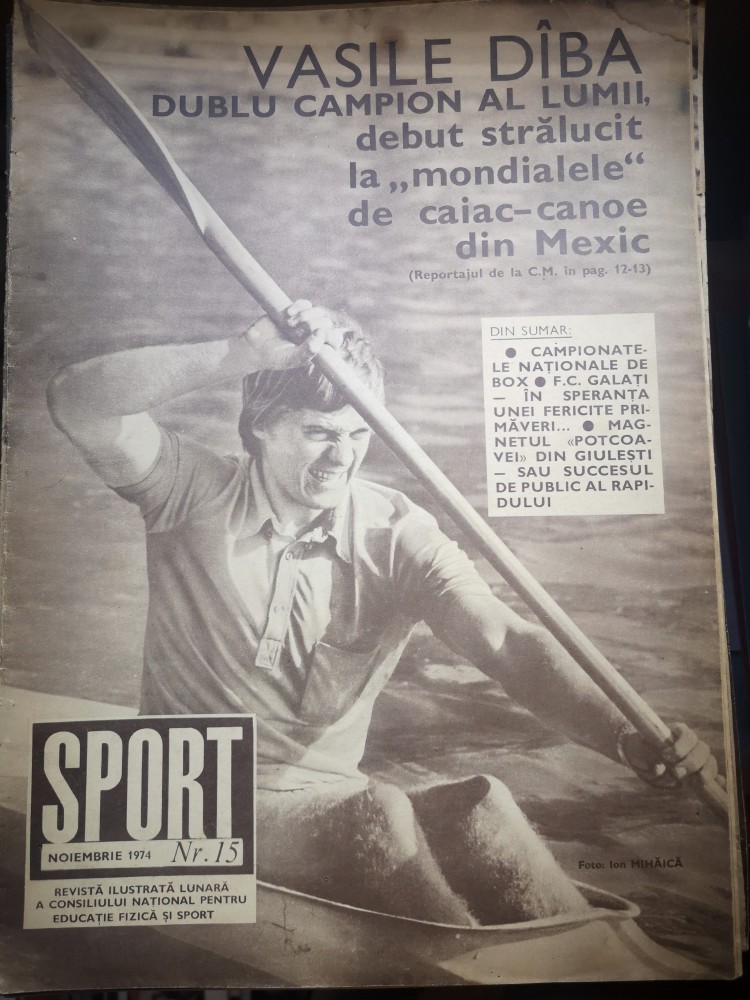 VASILE DÎBA
DUBLU CAMPION AL LUMII,
debut strălucit
la „mondialele“
de caiac-canoe
din Mexic
(Reportajul de la C.M. în pag. 12-13)
DIN SUMAR:
● CAMPIONATE-
LE NAȚIONALE DE
BOX ● F.C. GALAȚI
— ÎN SPERANȚA
UNEI FERICITE PRI-
MĂVERI... ● MAG-
NETUL «POTCOA-
VEI» DIN GIULEȘTI
— SAU SUCCESUL
DE PUBLIC AL RAPI-
DULUI
SPORT
NOIEMBRIE 1974 Nr. 15
REVISTĂ ILUSTRATĂ LUNARĂ
A CONSILIULUI NAȚIONAL PENTRU
EDUCAȚIE FIZICĂ ȘI SPORT
Foto: Ion MIHĂICĂ